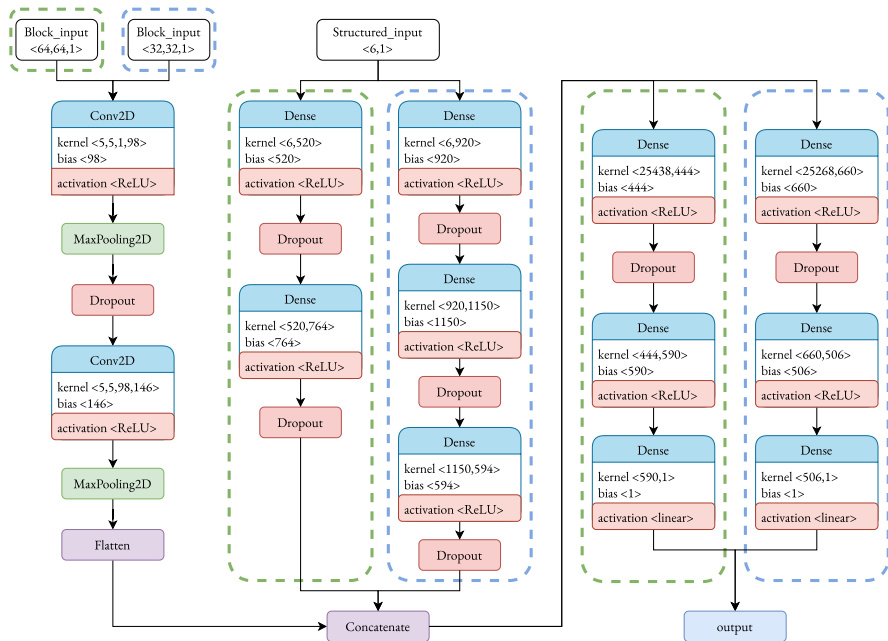 Block_input
<64,64,1>
Block_input
<32,32,1>
Structured_input
<6,1>
Conv2D
kernel <5,5,1,98>
bias <98>
activation <ReLU>
MaxPooling2D
Dropout
Conv2D
kernel <5,5,98,146>
bias <146>
activation <ReLU>
MaxPooling2D
Flatten
Dense
kernel <6,520>
bias <520>
activation <ReLU>
Dropout
Dense
kernel <520,764>
bias <764>
activation <ReLU>
Dropout
Dense
kernel <6,920>
bias <920>
activation <ReLU>
Dropout
Dense
kernel <920,1150>
bias <1150>
activation <ReLU>
Dropout
Dense
kernel <1150,594>
bias <594>
activation <ReLU>
Dropout
Concatenate
Dense
kernel <25438,444>
bias <444>
activation <ReLU>
Dropout
Dense
kernel <444,590>
bias <590>
activation <ReLU>
Dense
kernel <590,1>
bias <1>
activation <linear>
Dense
kernel <25268,660>
bias <660>
activation <ReLU>
Dropout
Dense
kernel <660,506>
bias <506>
activation <ReLU>
Dense
kernel <506,1>
bias <1>
activation <linear>
output